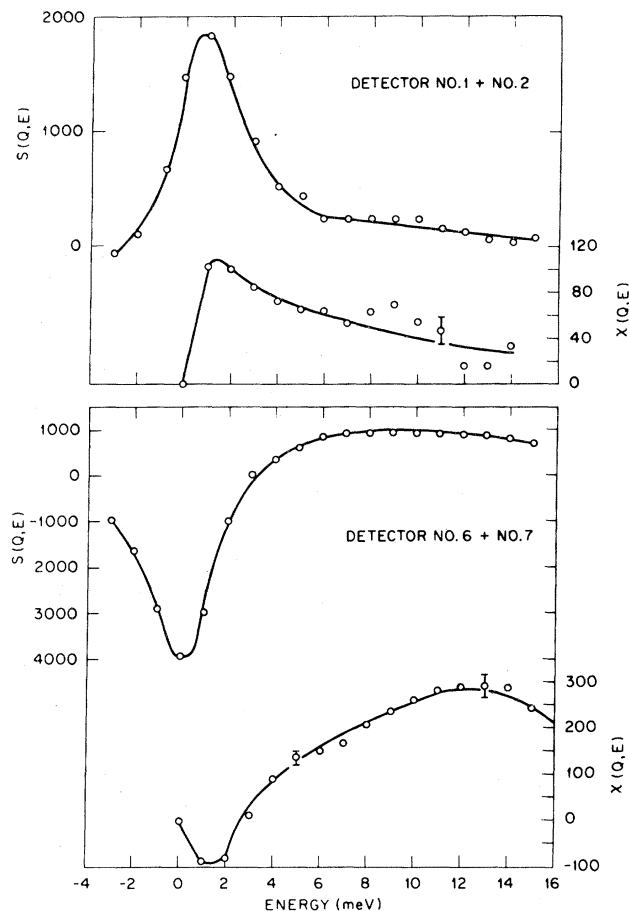 2000
1000
0
S(Q,E)
DETECTOR NO.1 + NO.2
120
80
40
0
χ(Q,E)
1000
0
-1000
2000
3000
4000
S(Q,E)
DETECTOR NO.6 + NO.7
300
200
100
0
-100
χ(Q,E)
-4 -2 0 2 4 6 8 10 12 14 16
ENERGY (meV)